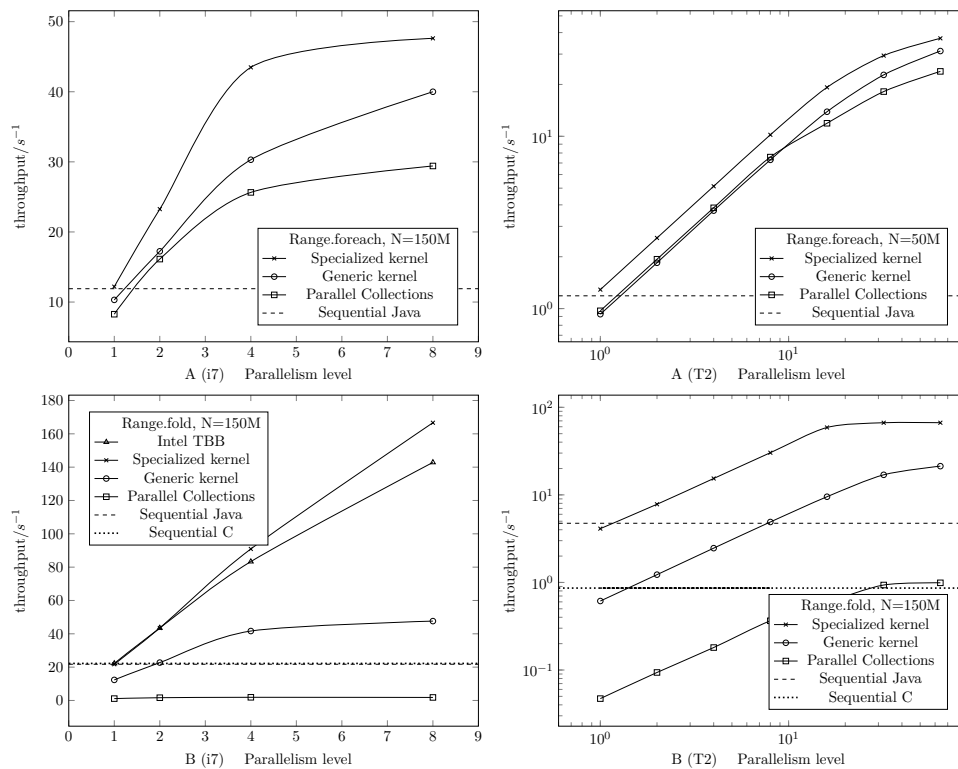 50
40
30
20
10
throughput/s⁻¹
Range.foreach, N=150M
Specialized kernel
Generic kernel
Parallel Collections
Sequential Java
0 1 2 3 4 5 6 7 8 9
A (i7) Parallelism level
10¹
10⁰
throughput/s⁻¹
Range.foreach, N=50M
Specialized kernel
Generic kernel
Parallel Collections
Sequential Java
10⁰ 10¹
A (T2) Parallelism level
180
160
140
120
100
80
60
40
20
0
throughput/s⁻¹
Range.fold, N=150M
Intel TBB
Specialized kernel
Generic kernel
Parallel Collections
Sequential Java
Sequential C
0 1 2 3 4 5 6 7 8 9
B (i7) Parallelism level
10²
10¹
10⁰
10⁻¹
throughput/s⁻¹
Range.fold, N=150M
Specialized kernel
Generic kernel
Parallel Collections
Sequential Java
Sequential C
10⁰ 10¹
B (T2) Parallelism level